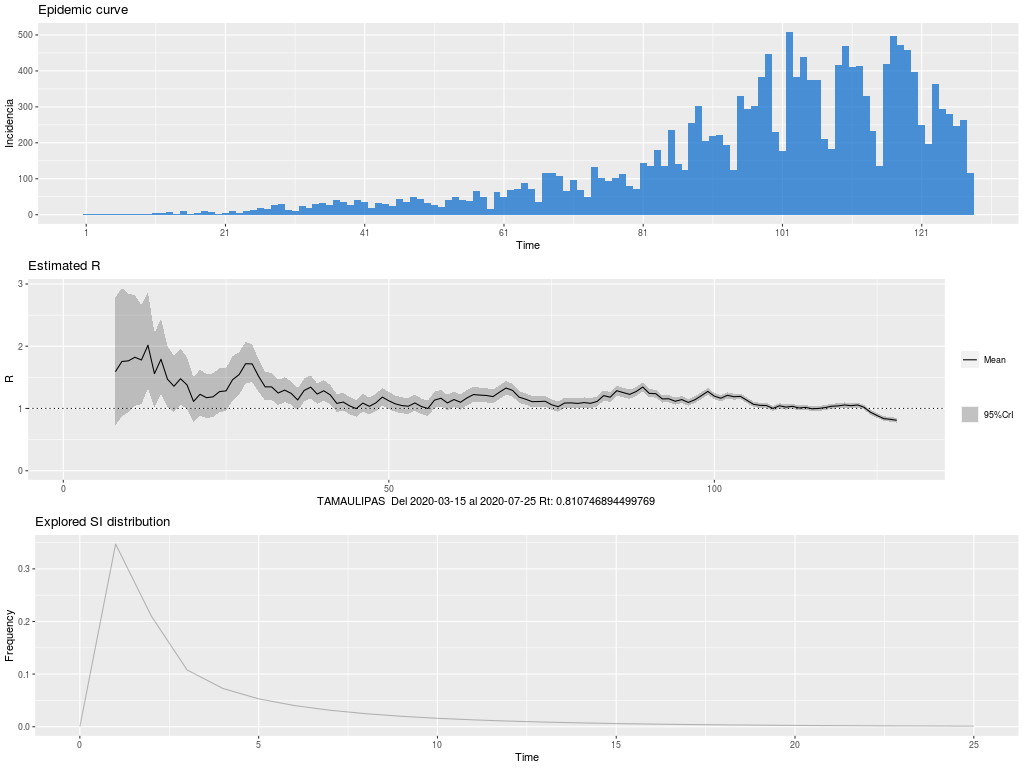 Epidemic curve
500
400
300
200
100
0
Incidencia
1 21 41 61 81 101 121
Time
Estimated R
3
2
1
0
R
Mean
95%CrI
0 50 100
TAMAULIPAS Del 2020-03-15 al 2020-07-25 Rt: 0.810746894499769
Explored SI distribution
0.3
0.2
0.1
0.0
Frequency
0 5 10 15 20 25
Time